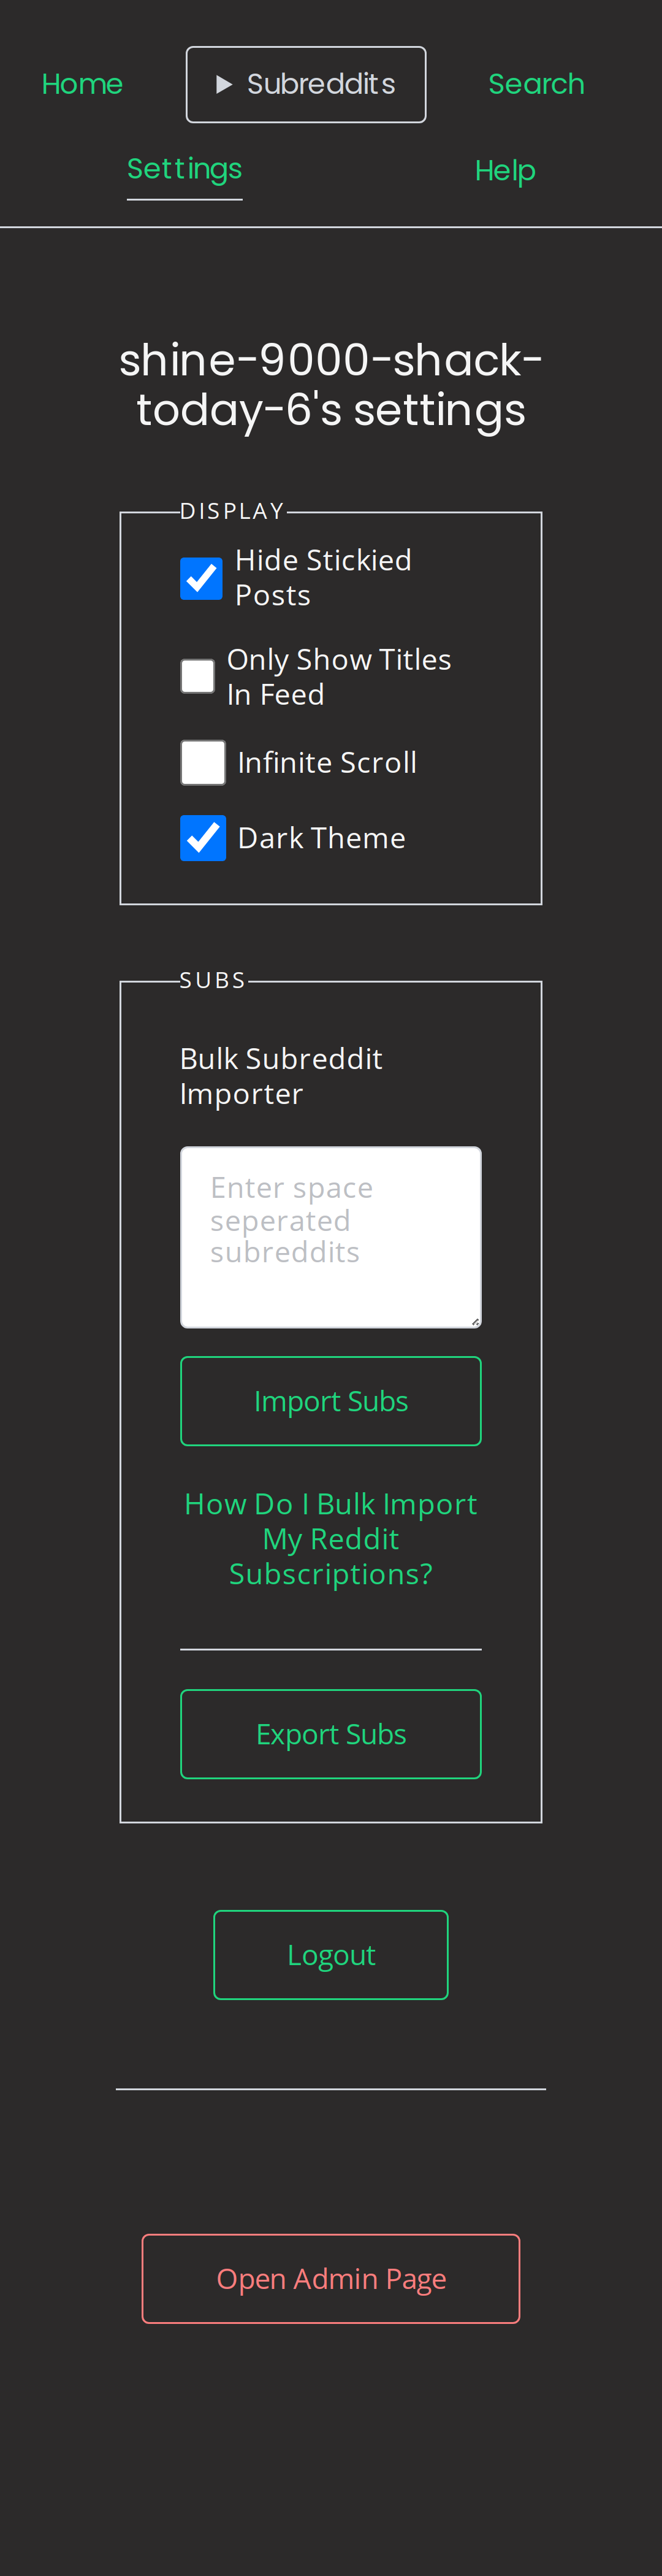 Home
Subreddits
Search
Settings
Help
shine-9000-shack-
today-6's settings
DISPLAY
Hide Stickied
Posts
Only Show Titles
In Feed
Infinite Scroll
Dark Theme
SUBS
Bulk Subreddit
Importer
Enter space
seperated
subreddits
Import Subs
How Do I Bulk Import
My Reddit
Subscriptions?
Export Subs
Logout
Open Admin Page